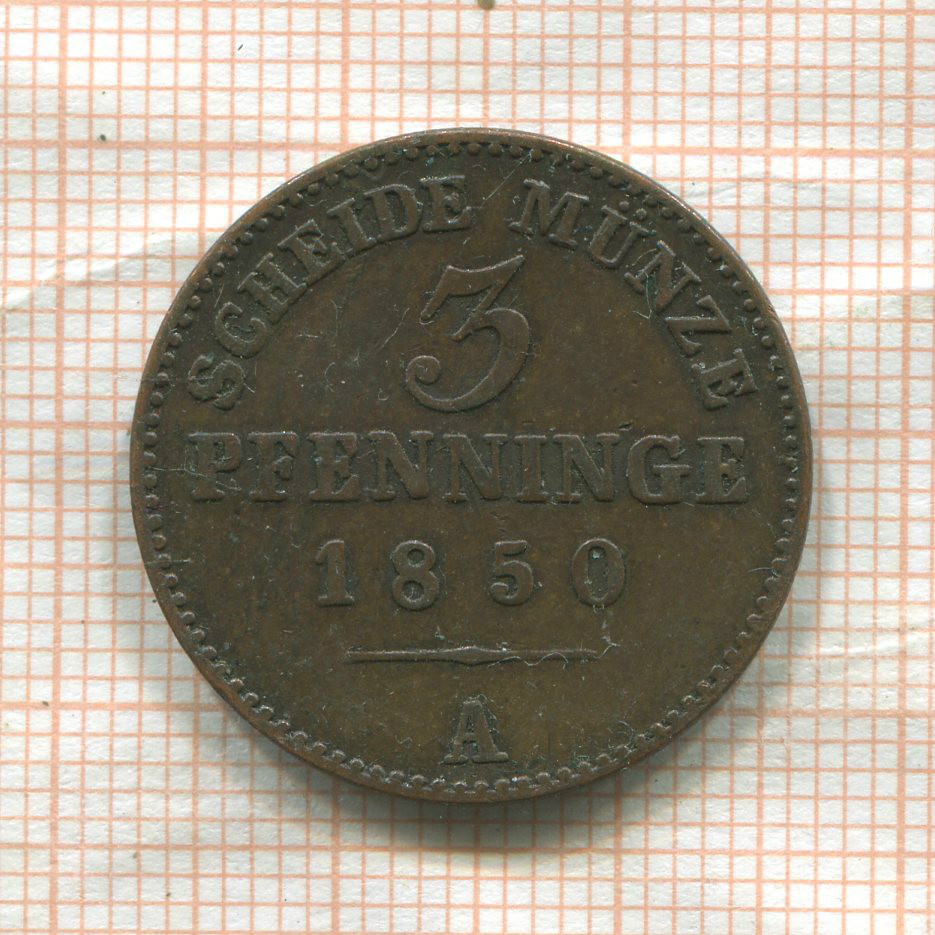 SCHEIDE MÜNZE
3
PFENNINGE
1850
A